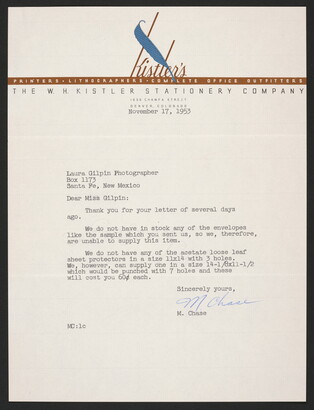 Kistler's
PRINTERS • LITHOGRAPHERS • COMPLETE OFFICE OUTFITTERS
THE W. H. KISTLER STATIONERY COMPANY
1636 CHAMPA STREET
DENVER, COLORADO
November 17, 1953
Laura Gilpin Photographer
Box 1173
Santa Fe, New Mexico
Dear Miss Gilpin:
Thank you for your letter of several days
ago.
We do not have in stock any of the envelopes
like the sample which you sent us, so we, therefore,
are unable to supply this item.
We do not have any of the acetate loose leaf
sheet protectors in a size 11x14 with 3 holes.
We, however, can supply one in a size 14-1/8x11-1/2
which would be punched with 7 holes and these
will cost you 60¢ each.
Sincerely yours,
M Chase
M. Chase
MC:lc